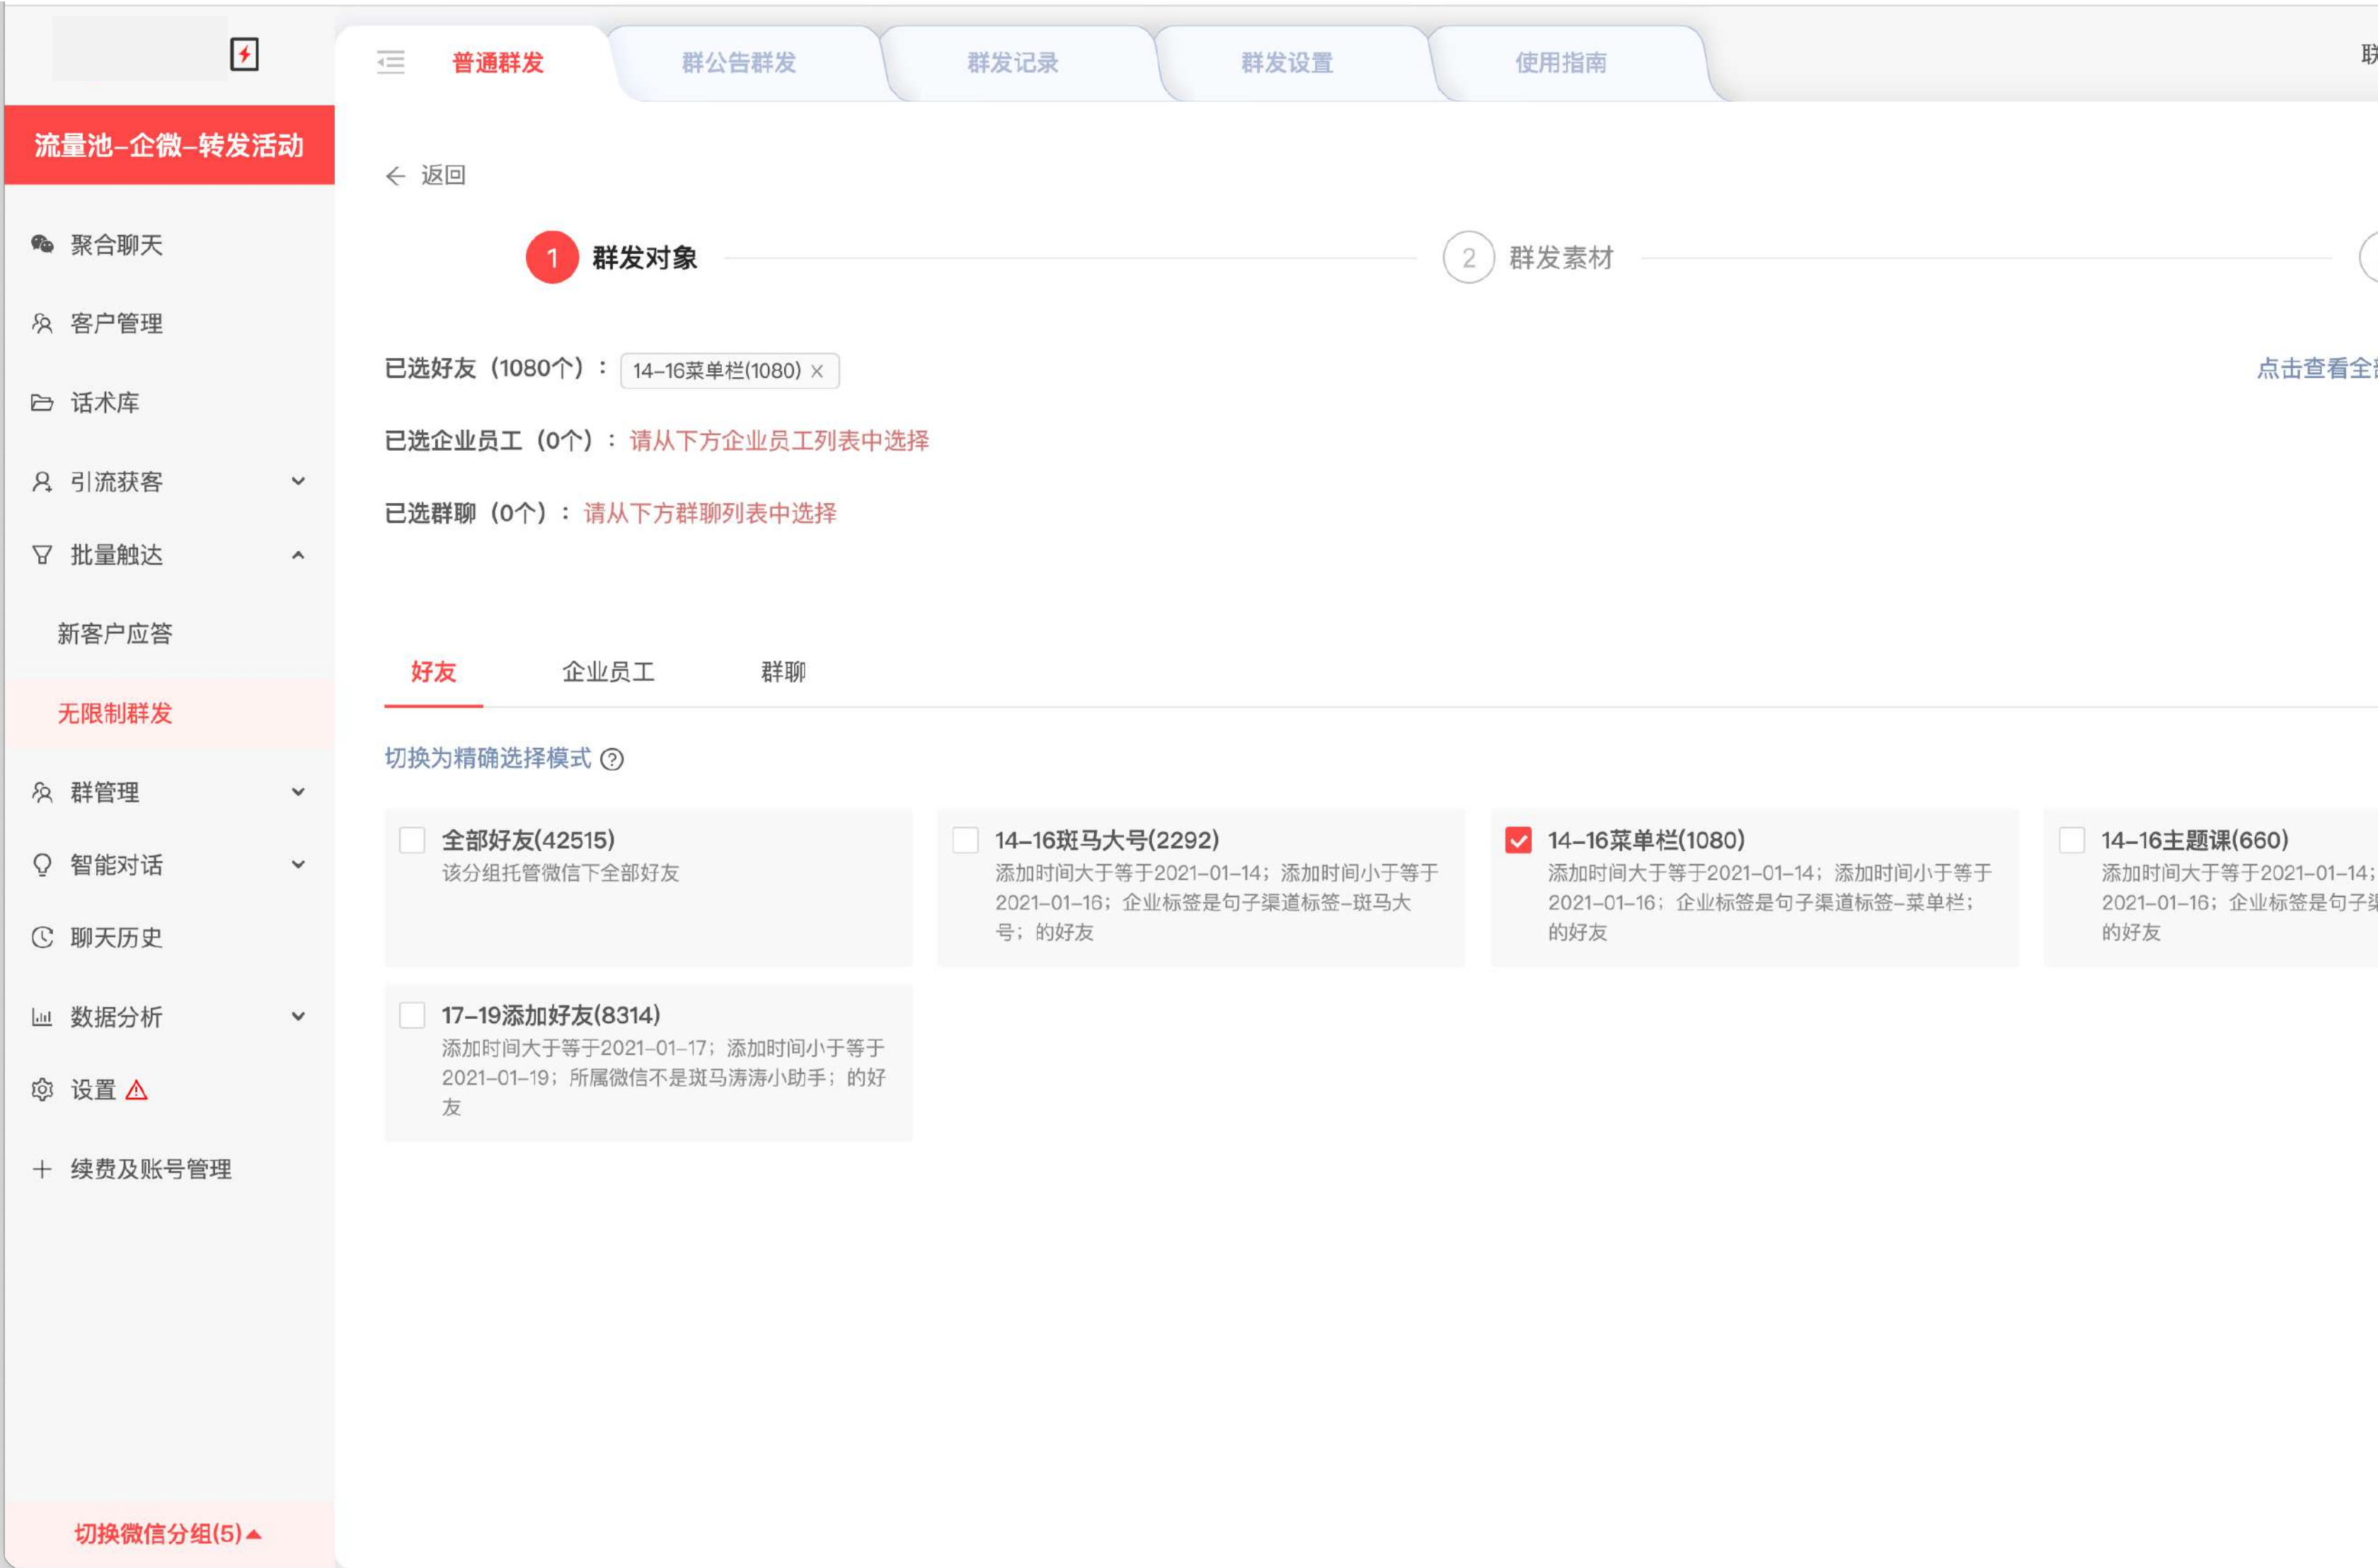 普通群发
群公告群发
群发记录
群发设置
使用指南
联
流量池–企微–转发活动
聚合聊天
客户管理
话术库
引流获客
批量触达
新客户应答
无限制群发
群管理
智能对话
聊天历史
数据分析
设置
续费及账号管理
切换微信分组(5)
返回
1 群发对象
2 群发素材
已选好友（1080个）： 14–16菜单栏(1080) ×
点击查看全部
已选企业员工（0个）： 请从下方企业员工列表中选择
已选群聊（0个）： 请从下方群聊列表中选择
好友
企业员工
群聊
切换为精确选择模式 ?
全部好友(42515)
该分组托管微信下全部好友
14–16斑马大号(2292)
添加时间大于等于2021–01–14；添加时间小于等于
2021–01–16；企业标签是句子渠道标签–斑马大
号；的好友
14–16菜单栏(1080)
添加时间大于等于2021–01–14；添加时间小于等于
2021–01–16；企业标签是句子渠道标签–菜单栏；
的好友
14–16主题课(660)
添加时间大于等于2021–01–14；
2021–01–16；企业标签是句子渠
的好友
17–19添加好友(8314)
添加时间大于等于2021–01–17；添加时间小于等于
2021–01–19；所属微信不是斑马涛涛小助手；的好
友